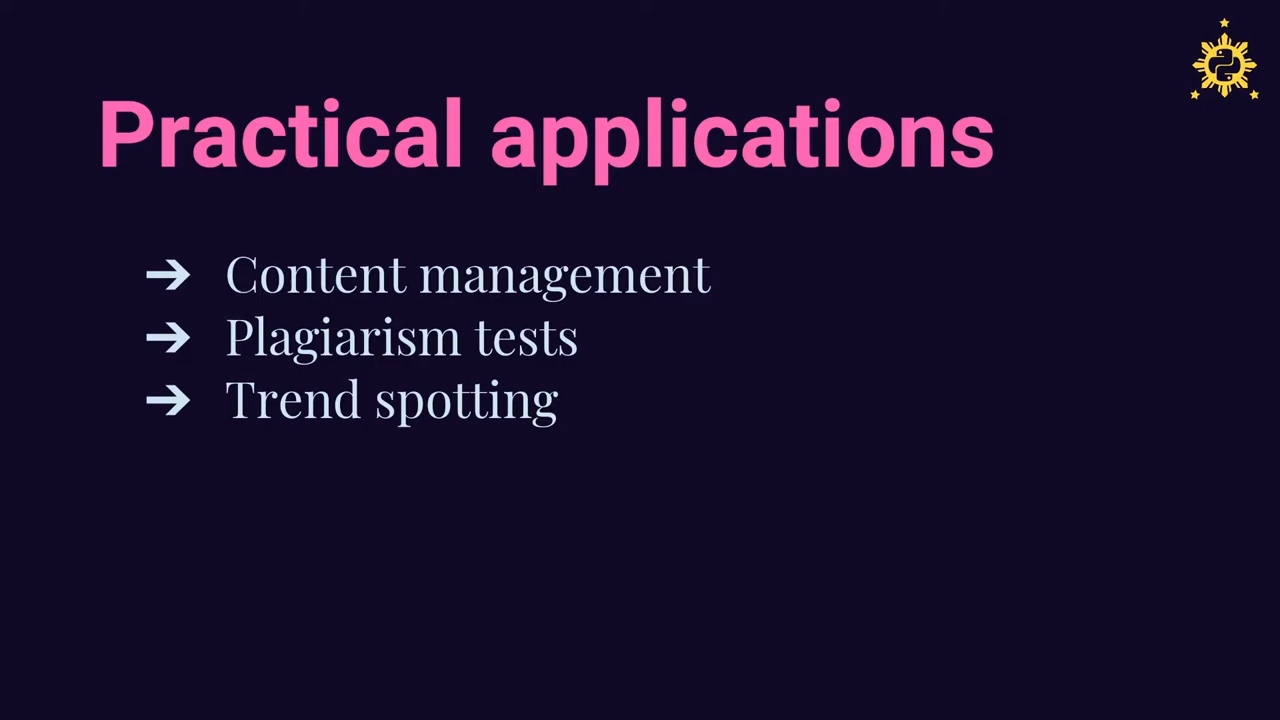 Practical applications
➔ Content management
➔ Plagiarism tests
➔ Trend spotting